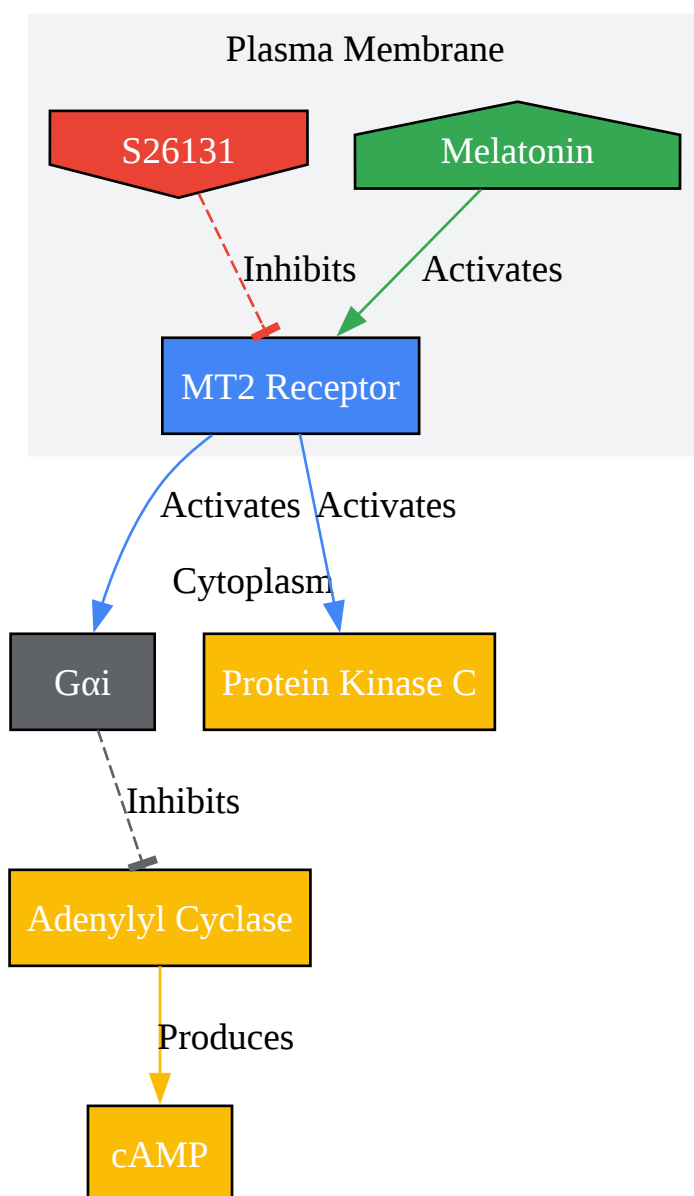 Plasma Membrane
S26131
Melatonin
Inhibits
Activates
MT2 Receptor
Activates
Activates
Cytoplasm
Gαi
Protein Kinase C
Inhibits
Adenylyl Cyclase
Produces
cAMP